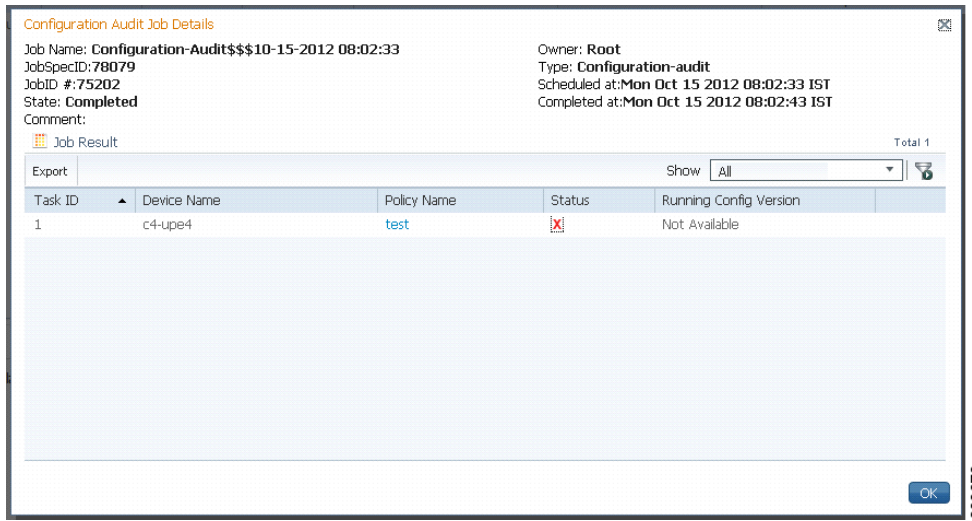 Configuration Audit Job Details
Job Name: Configuration-Audit$$$10-15-2012 08:02:33
JobSpecID:78079
JobID #:75202
State: Completed
Comment:
Owner: Root
Type: Configuration-audit
Scheduled at:Mon Oct 15 2012 08:02:33 IST
Completed at:Mon Oct 15 2012 08:02:43 IST
Job Result
Total 1
Export
Show All
Task ID Device Name Policy Name Status Running Config Version
1 c4-upe4 test X Not Available
OK